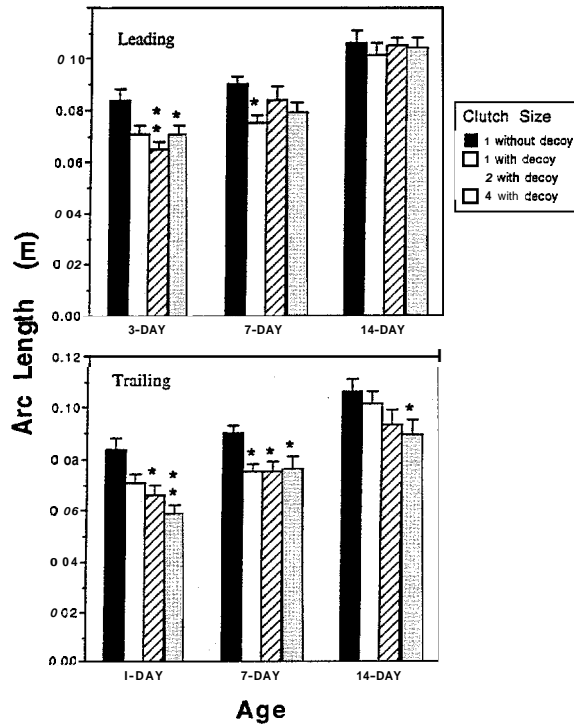 Leading
0 10
0.08
0.06
0 04
0 02
0.00
3-DAY
7-DAY
14-DAY
Clutch Size
1 without decoy
1 with decoy
2 with decoy
4 with decoy
Arc Length (m)
0.12
Trailing
0.10
0.08
0 06
0 04
0 02
0.00
I-DAY
7-DAY
14-DAY
Age